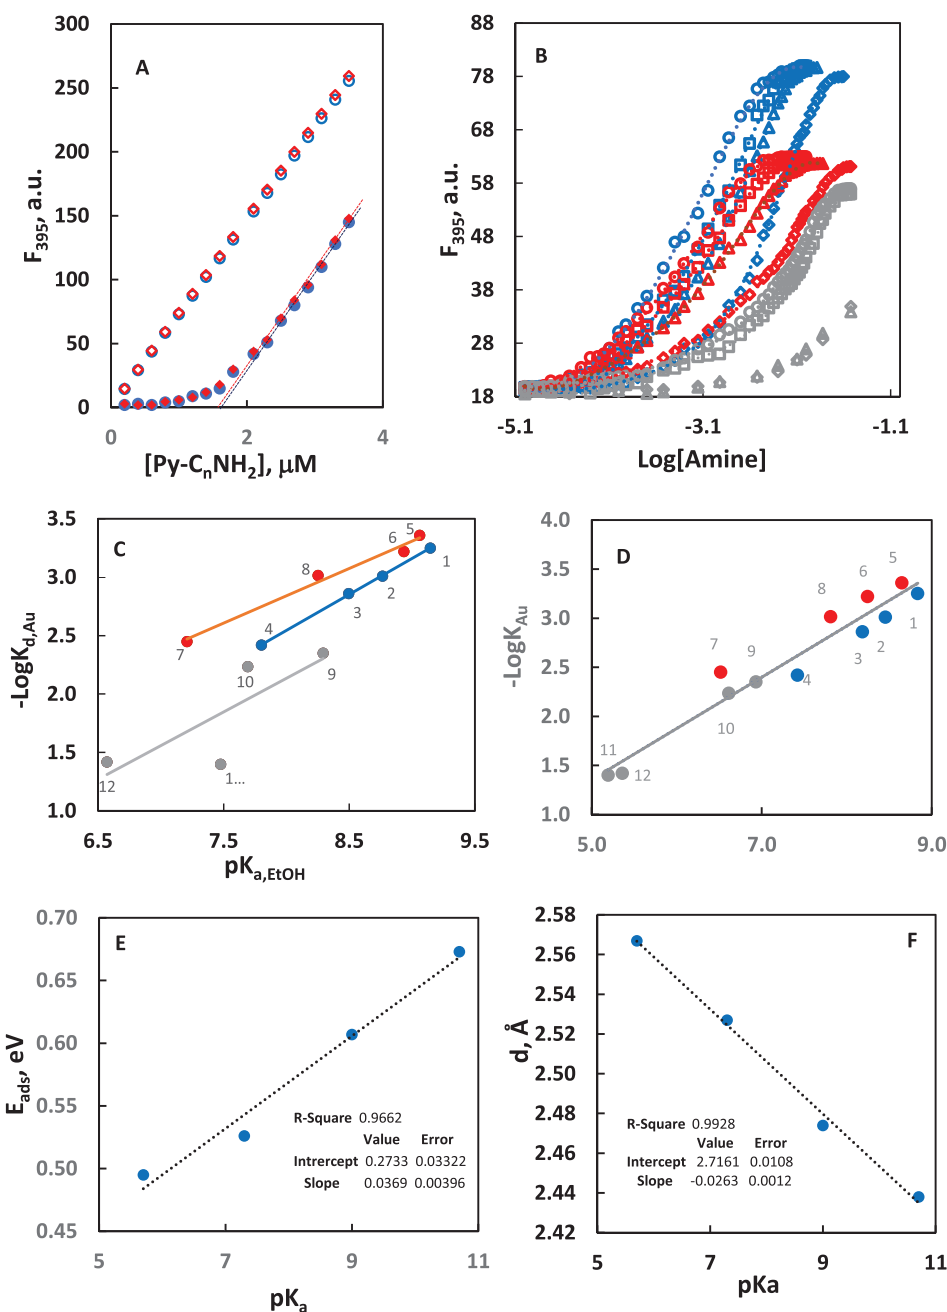 A
F395, a.u.
300
250
200
150
100
50
0
0 2 4
[Py-CnNH2], μM
B
F395, a.u.
88
78
68
58
48
38
28
18
-5.1 -3.1 -1.1
Log[Amine]
C
-LogKd,Au
3.5
3.0
2.5
2.0
1.5
1.0
5
6
1
8
2
3
4
7
10
9
12
1...
6.5 7.5 8.5 9.5
pKa,EtOH
D
-LogKAu
4.0
3.5
3.0
2.5
2.0
1.5
1.0
5
6
8
1
2
3
7
9
4
10
11
12
5.0 7.0 9.0
E
Eads, eV
0.70
0.65
0.60
0.55
0.50
0.45
R-Square 0.9662
Value Error
Intrercept 0.2733 0.03322
Slope 0.0369 0.00396
5 7 9 11
pKa
F
d, Å
2.58
2.56
2.54
2.52
2.50
2.48
2.46
2.44
2.42
R-Square 0.9928
Value Error
Intercept 2.7161 0.0108
Slope -0.0263 0.0012
5 7 9 11
pKa